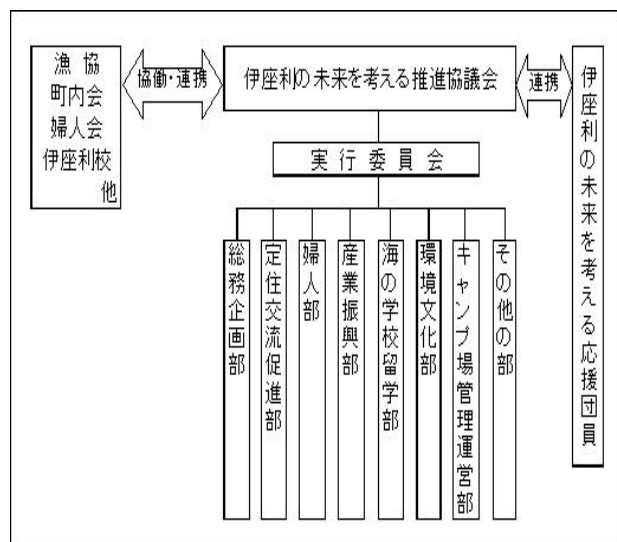 漁協
町内会
婦人会
伊座利校
他
協働・連携
伊座利の未来を考える推進協議会
連携
伊座利の未来を考える応援団員
実行委員会
総務企画部
定住交流促進部
婦人部
産業振興部
海の学校留学部
環境文化部
キャンプ場管理運営部
その他の部